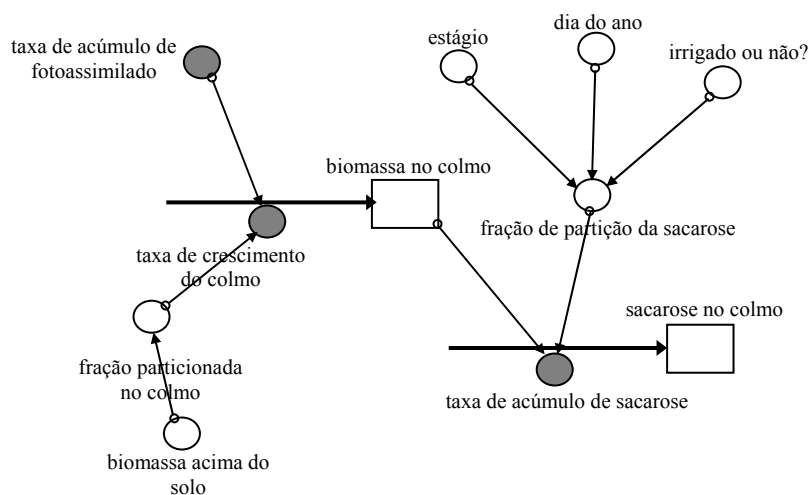 taxa de acúmulo de
fotoassimilado
estágio
dia do ano
irrigado ou não?
biomassa no colmo
fração de partição da sacarose
taxa de crescimento
do colmo
sacarose no colmo
fração particionada
no colmo
taxa de acúmulo de sacarose
biomassa acima do
solo